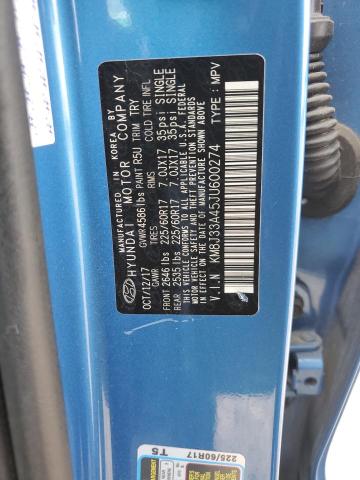 MANUFACTURED IN KOREA BY
HYUNDAI MOTOR COMPANY
OCT/12/17 GVWR 4586 lbs PAINT R5U TRIM TRY
GAWR TIRES RIMS COLD TIRE INFL
FRONT 2646 lbs 225/60R17 7.0JX17 35psi SINGLE
REAR 2535 lbs 225/60R17 7.0JX17 35psi SINGLE
THIS VEHICLE CONFORMS TO ALL APPLICABLE U.S.A FEDERAL
MOTOR VEHICLE SAFETY, BUMPER, AND THEFT PREVENTION STANDARDS
IN EFFECT ON THE DATE OF MANUFACTURE SHOWN ABOVE
V.I.N : KM8J33A45JU600274 TYPE : MPV
225/60R17